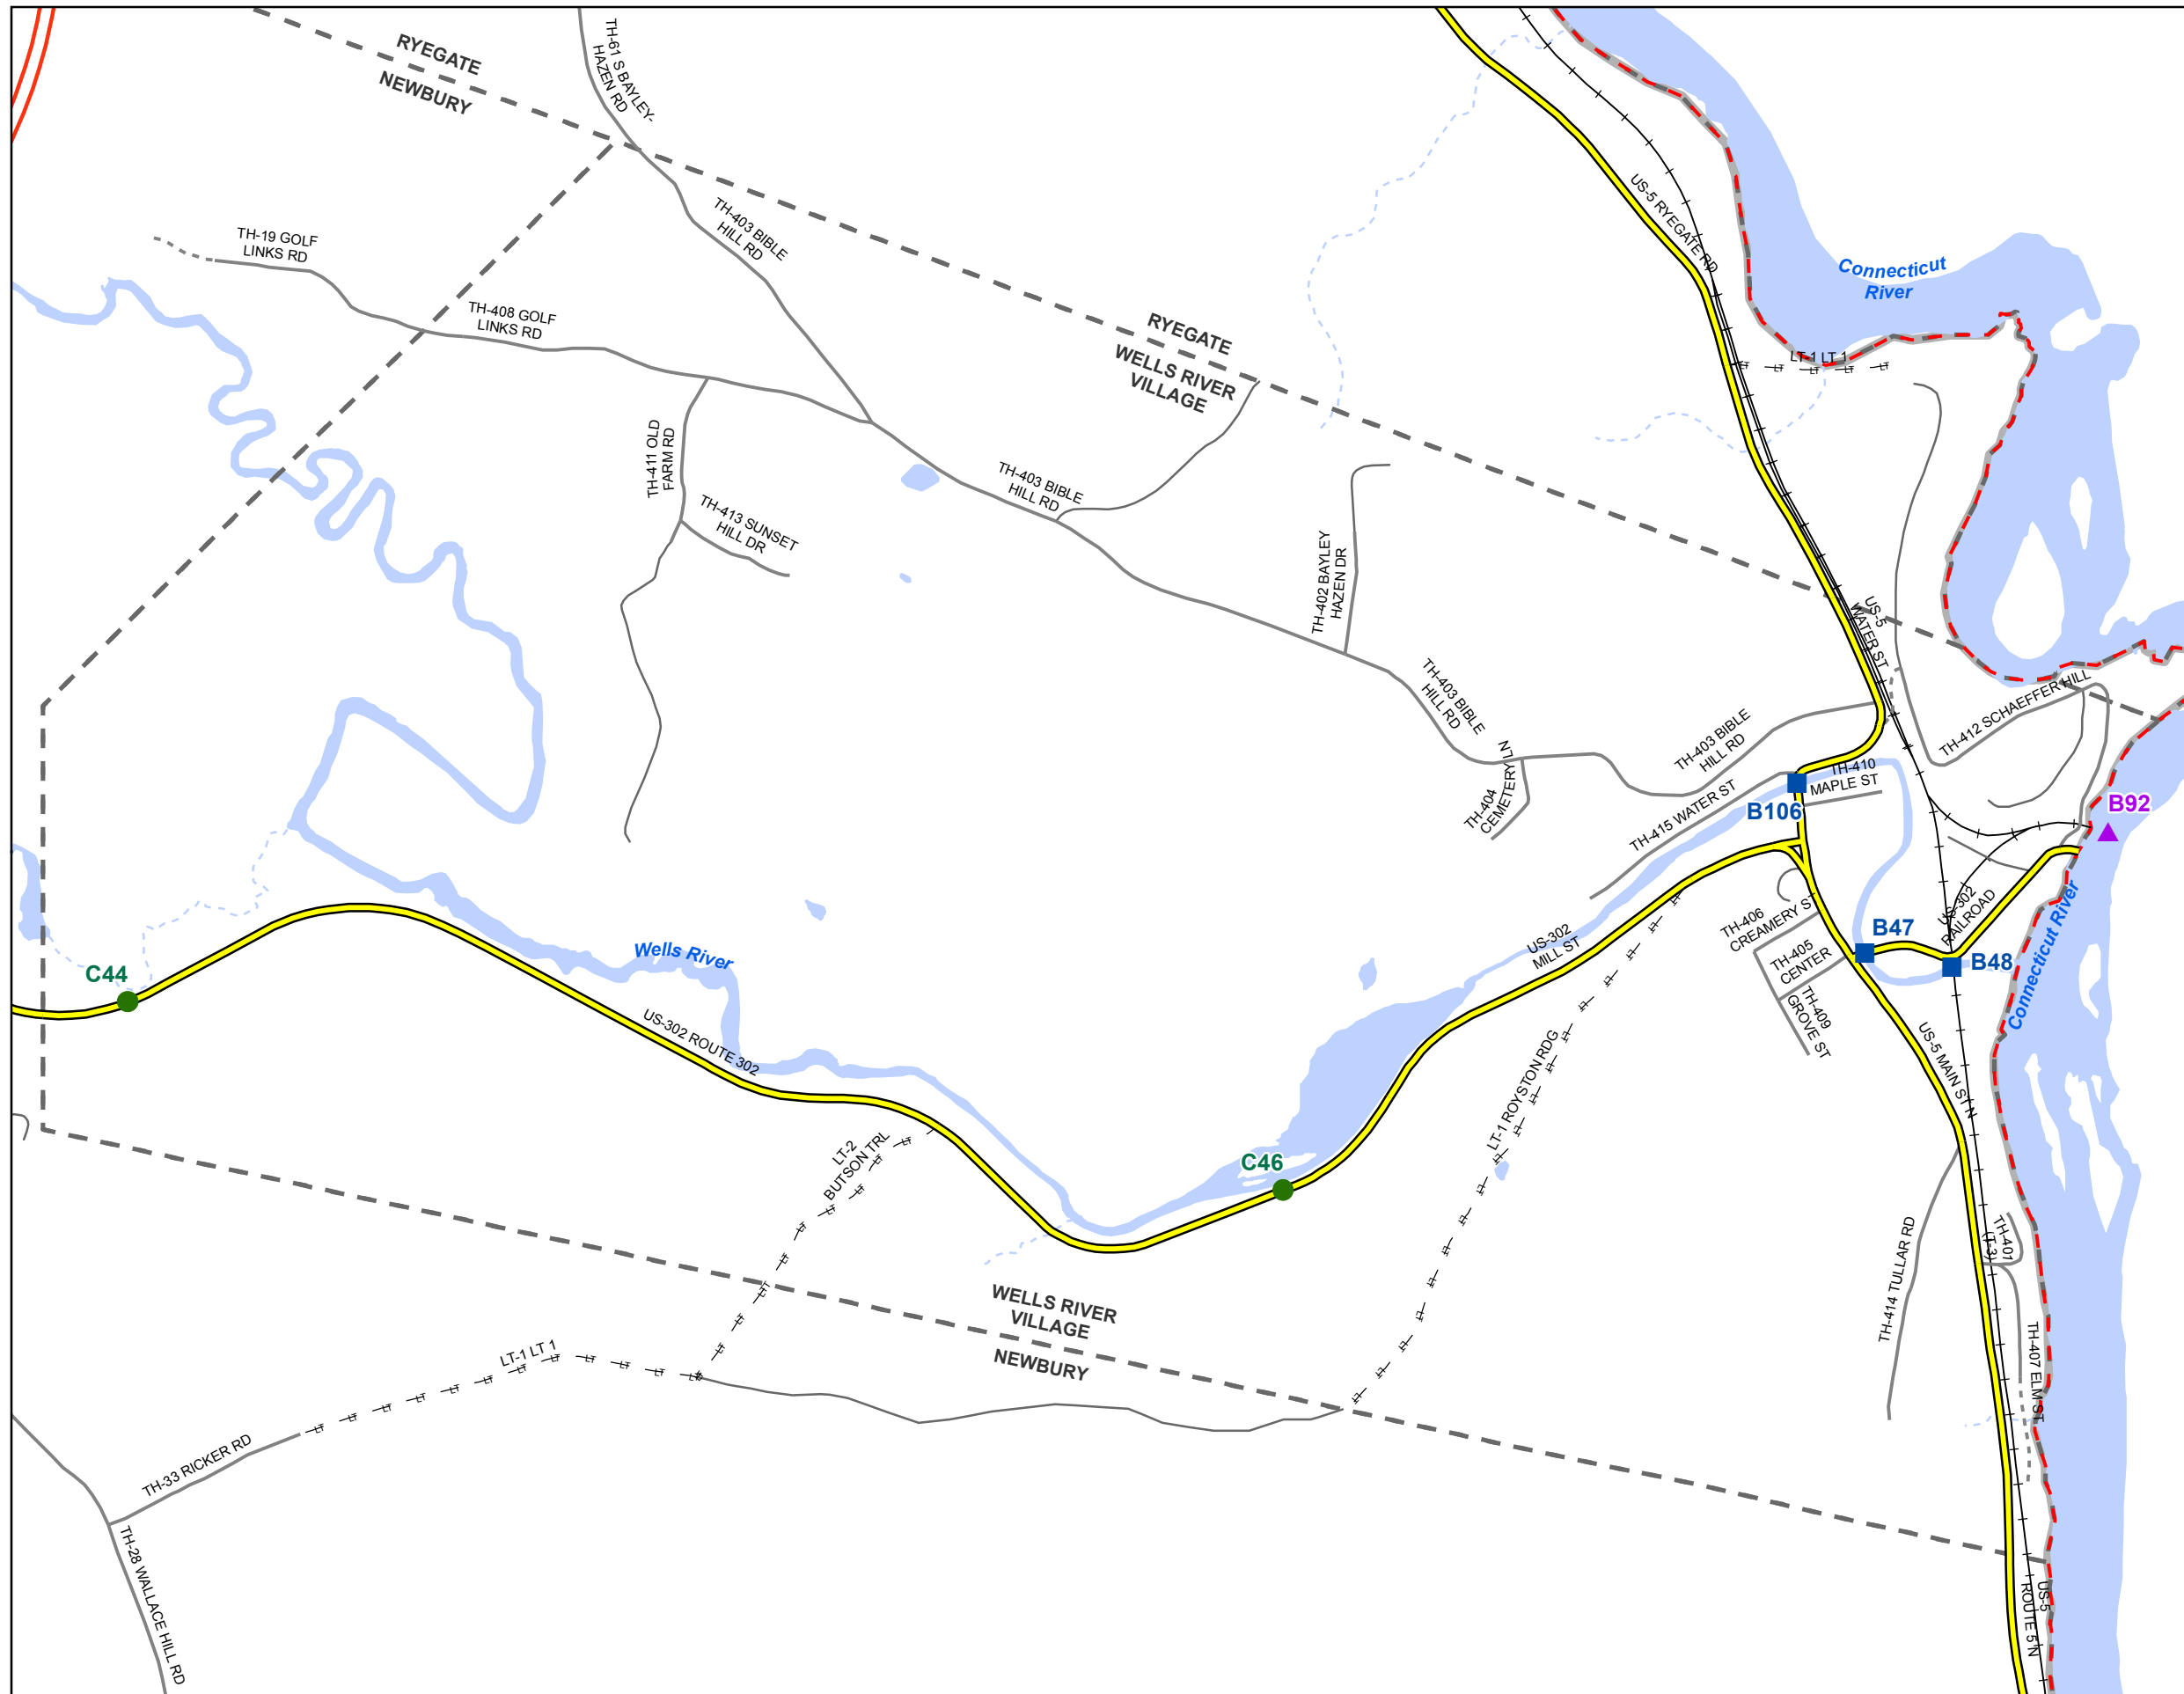 RYEGATE
NEWBURY
TH-61 S BAYLEY-
HAZEN RD
TH-19 GOLF
LINKS RD
TH-403 BIBLE
HILL RD
US-5 RYEGATE RD
Connecticut
River
TH-408 GOLF
LINKS RD
RYEGATE
WELLS RIVER
VILLAGE
LT-1 LT 1
TH-411 OLD
FARM RD
TH-403 BIBLE
HILL RD
TH-413 SUNSET
HILL DR
TH-402 BAYLEY
HAZEN DR
US-5
WATER ST
TH-403 BIBLE
HILL RD
TH-412 SCHAEFFER HILL
TH-403 BIBLE
HILL RD
TH-404
CEMETERY LN
TH-410
MAPLE ST
TH-415 WATER ST
B106
B92
US-302
RAILROAD
TH-406
CREAMERY ST
B47
TH-405
CENTER
B48
US-302
MILL ST
Wells River
C44
Connecticut River
TH-409
GROVE ST
US-302 ROUTE 302
US-5 MAIN ST N
LT-1 ROYSTON RDG
LT-2
BUTSON TRL
C46
TH-401
(T-3)
TH-414 TULLAR RD
WELLS RIVER
VILLAGE
NEWBURY
LT-1 LT 1
TH-407 ELM ST
TH-33 RICKER RD
TH-28 WALLACE HILL RD
US-5
ROUTE 5 N